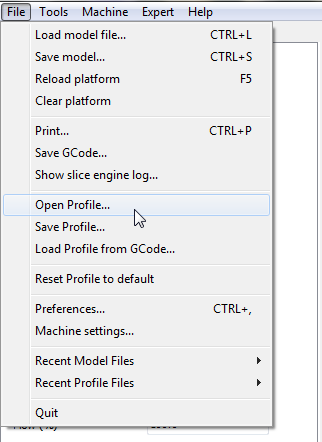 File Tools Machine Expert Help
Load model file... CTRL+L
Save model... CTRL+S
Reload platform F5
Clear platform
Print... CTRL+P
Save GCode...
Show slice engine log...
Open Profile...
Save Profile...
Load Profile from GCode...
Reset Profile to default
Preferences... CTRL+,
Machine settings...
Recent Model Files
Recent Profile Files
Quit